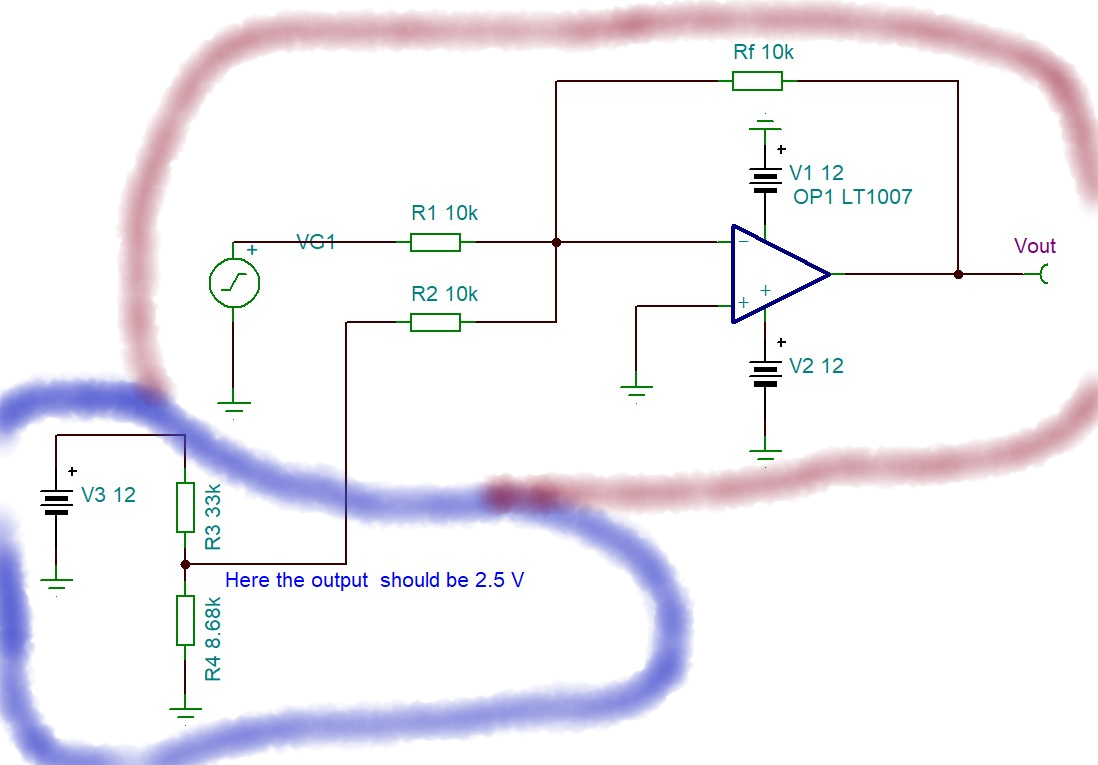 Rf 10k
+
V1 12
OP1 LT1007
R1 10k
VG1
+
−
Vout
R2 10k
+
+
+
V2 12
+
V3 12
R3 33k
Here the output should be 2.5 V
R4 8.68k